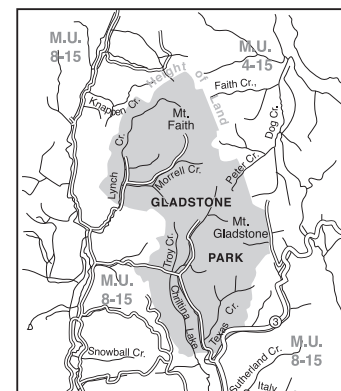 M.U.
8-15
M.U.
4-15
Height of Land
Knappen Cr.
Faith Cr.,
Mt.
Faith
Dog Cr.
Lynch Cr.
Morrell Cr.
Peter Cr.
GLADSTONE
Mt.
Gladstone
Troy Cr.
PARK
M.U.
8-15
Chritina Lake
Texas Cr.
3
M.U.
8-15
Snowball Cr.
Sutherland Cr.
Italy